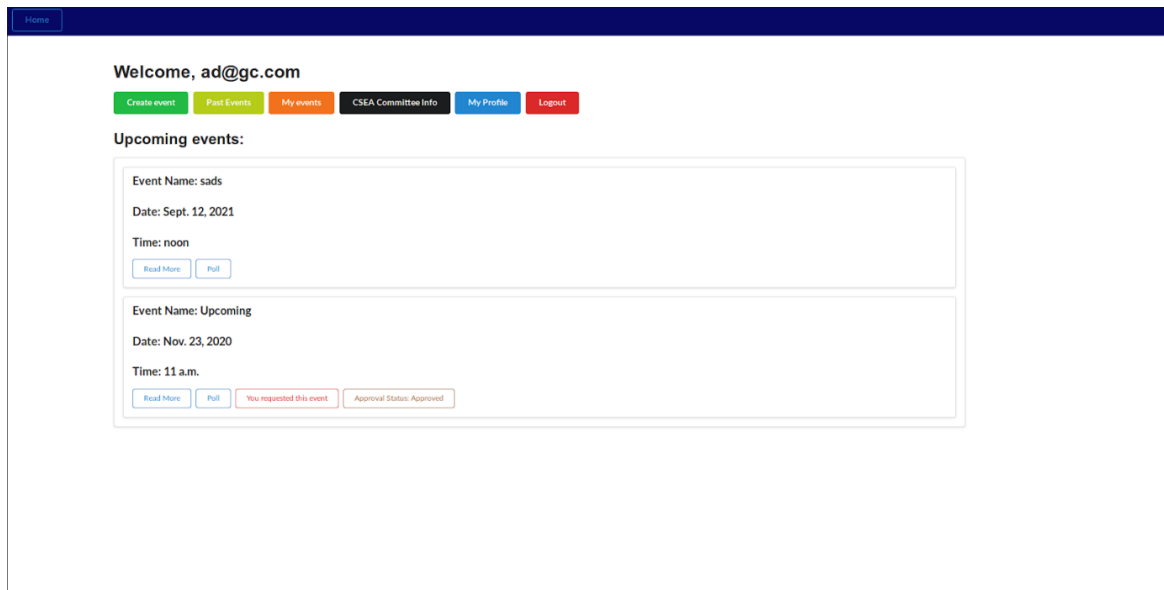 Home
Welcome, ad@gc.com
Create event Past Events My events CSEA Committee Info My Profile Logout
Upcoming events:
Event Name: sads
Date: Sept. 12, 2021
Time: noon
Read More Poll
Event Name: Upcoming
Date: Nov. 23, 2020
Time: 11 a.m.
Read More Poll You requested this event Approval Status: Approved